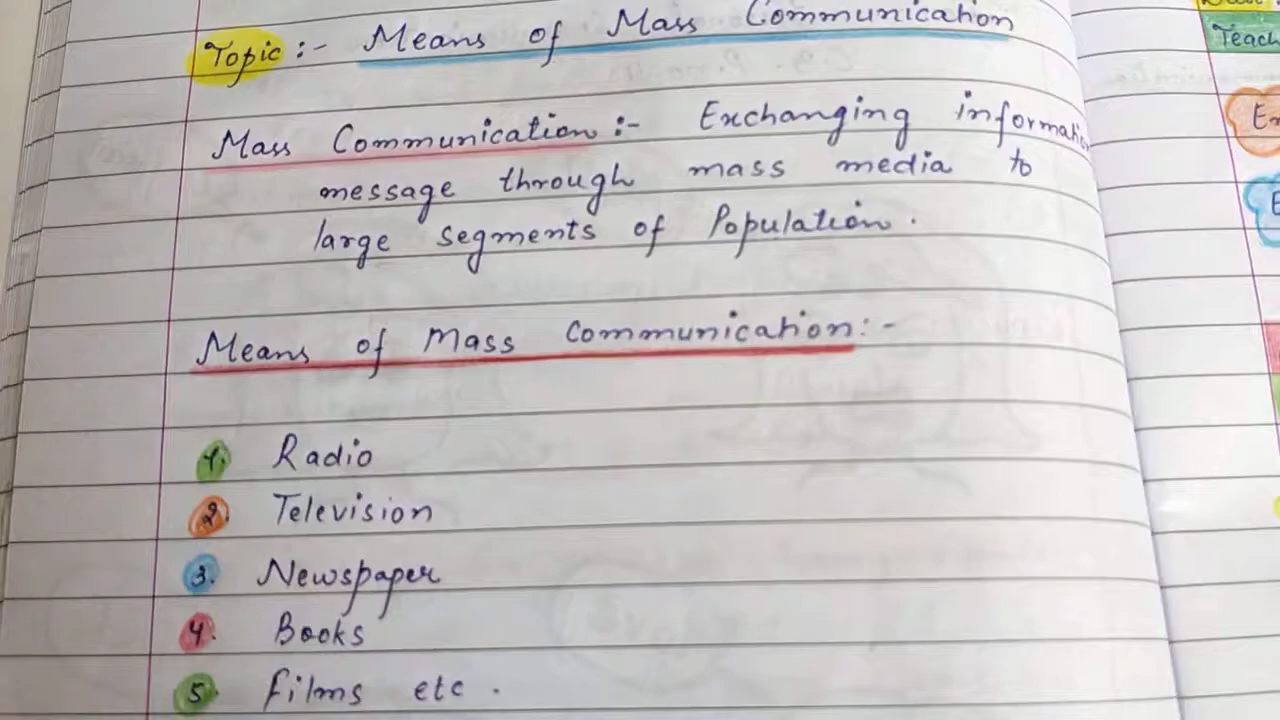 Topic :- Means of Mass Communication
Mass Communication :- Exchanging information
message through mass media to
large segments of Population .
Means of Mass Communication :-
1. Radio
2. Television
3. Newspaper
4. Books
5. films etc .
Teach